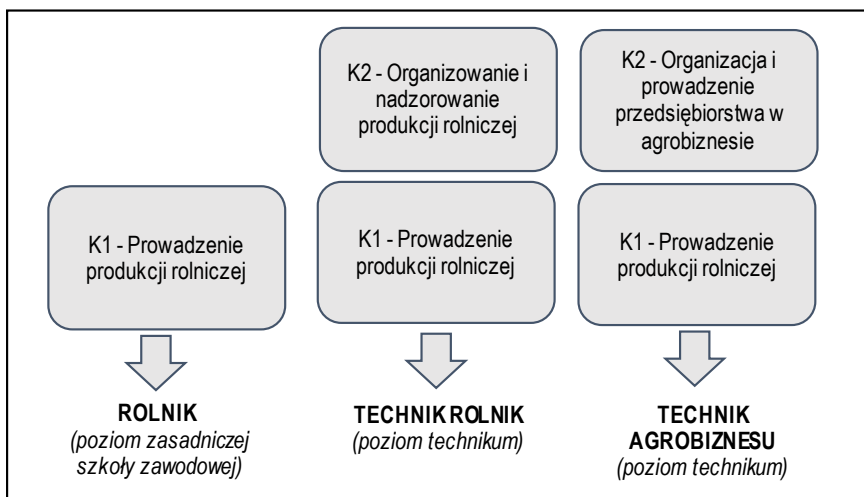 K2 - Organizowanie i
nadzorowanie
produkcji rolniczej
K2 - Organizacja i
prowadzenie
przedsiębiorstwa w
agrobiznesie
K1 - Prowadzenie
produkcji rolniczej
K1 - Prowadzenie
produkcji rolniczej
K1 - Prowadzenie
produkcji rolniczej
ROLNIK
(poziom zasadniczej
szkoły zawodowej)
TECHNIK ROLNIK
(poziom technikum)
TECHNIK
AGROBIZNESU
(poziom technikum)